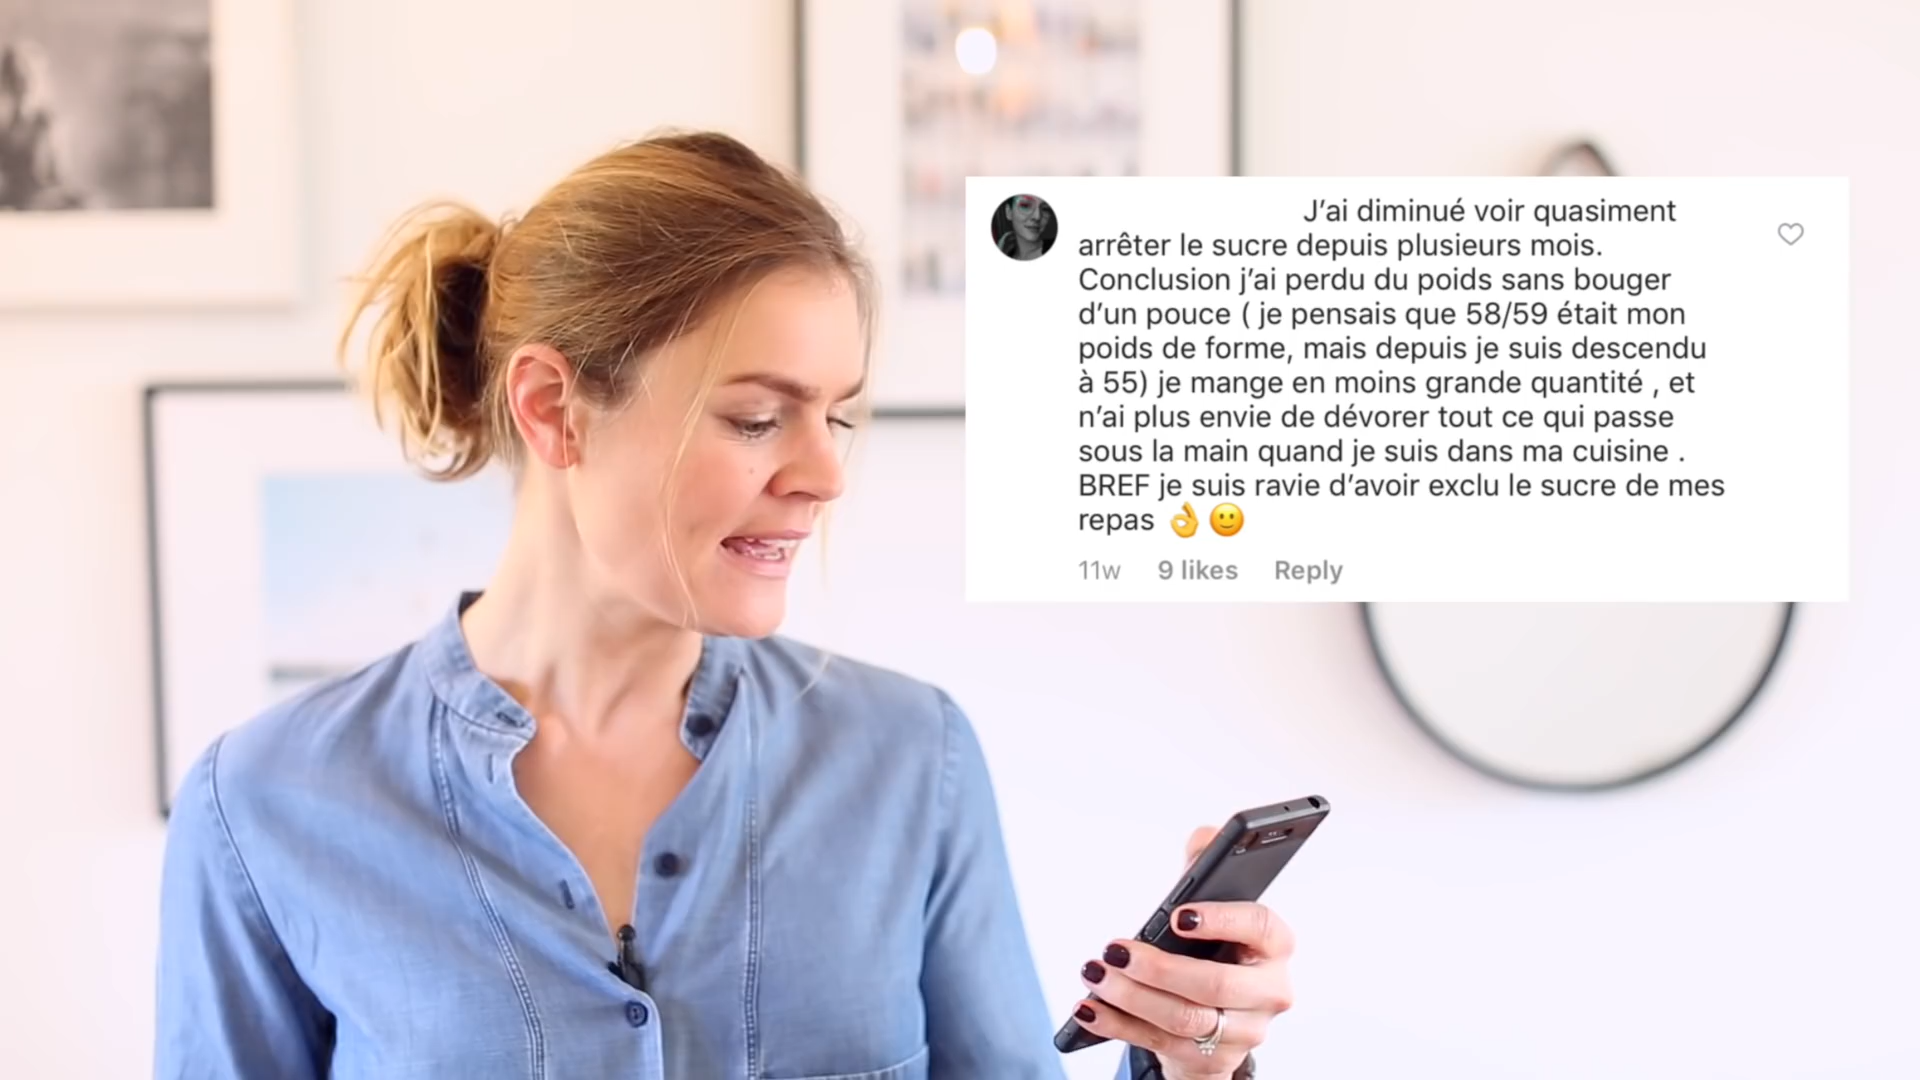 J’ai diminué voir quasiment
arrêter le sucre depuis plusieurs mois.
Conclusion j’ai perdu du poids sans bouger
d’un pouce ( je pensais que 58/59 était mon
poids de forme, mais depuis je suis descendu
à 55) je mange en moins grande quantité , et
n’ai plus envie de dévorer tout ce qui passe
sous la main quand je suis dans ma cuisine .
BREF je suis ravie d’avoir exclu le sucre de mes
repas 👌🙂
11w 9 likes Reply